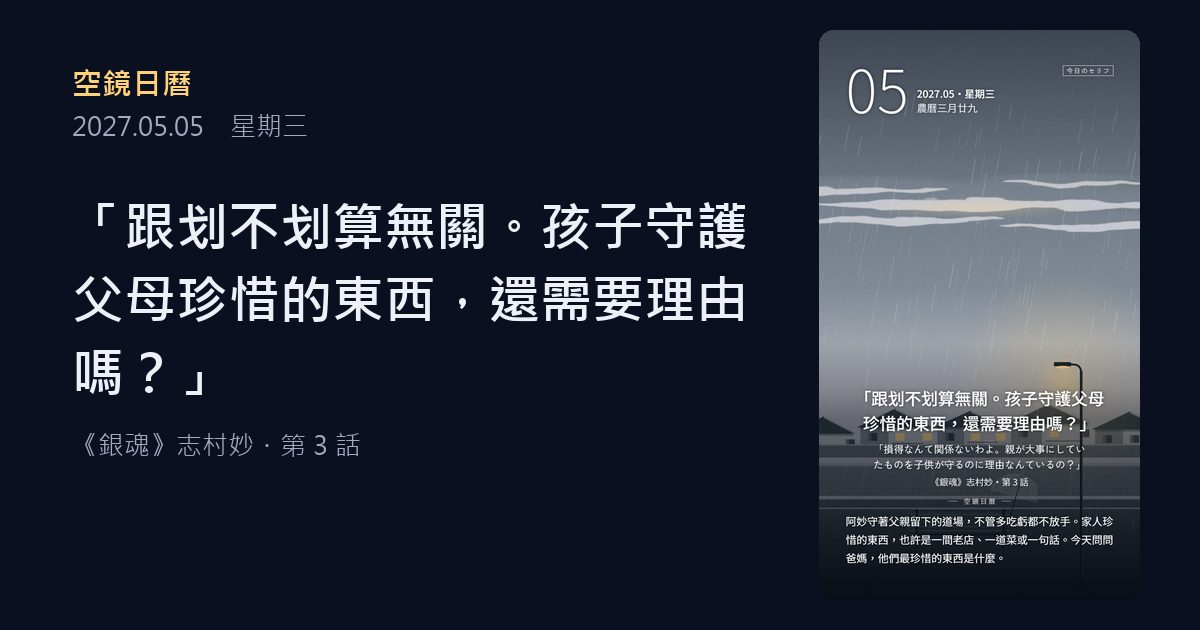 空鏡日曆
2027.05.05 星期三
「跟划不划算無關。孩子守護
父母珍惜的東西，還需要理由
嗎？」
《銀魂》志村妙．第 3 話
05
2027.05・星期三
農曆三月廿九
今日のセリフ
「跟划不划算無關。孩子守護父母
珍惜的東西，還需要理由嗎？」
「損得なんて関係ないわよ。親が大事にしてい
たものを子供が守るのに理由なんているの？」
《銀魂》志村妙・第 3 話
— 空鏡日曆 —
阿妙守著父親留下的道場，不管多吃虧都不放手。家人珍
惜的東西，也許是一間老店、一道菜或一句話。今天問問
爸媽，他們最珍惜的東西是什麼。